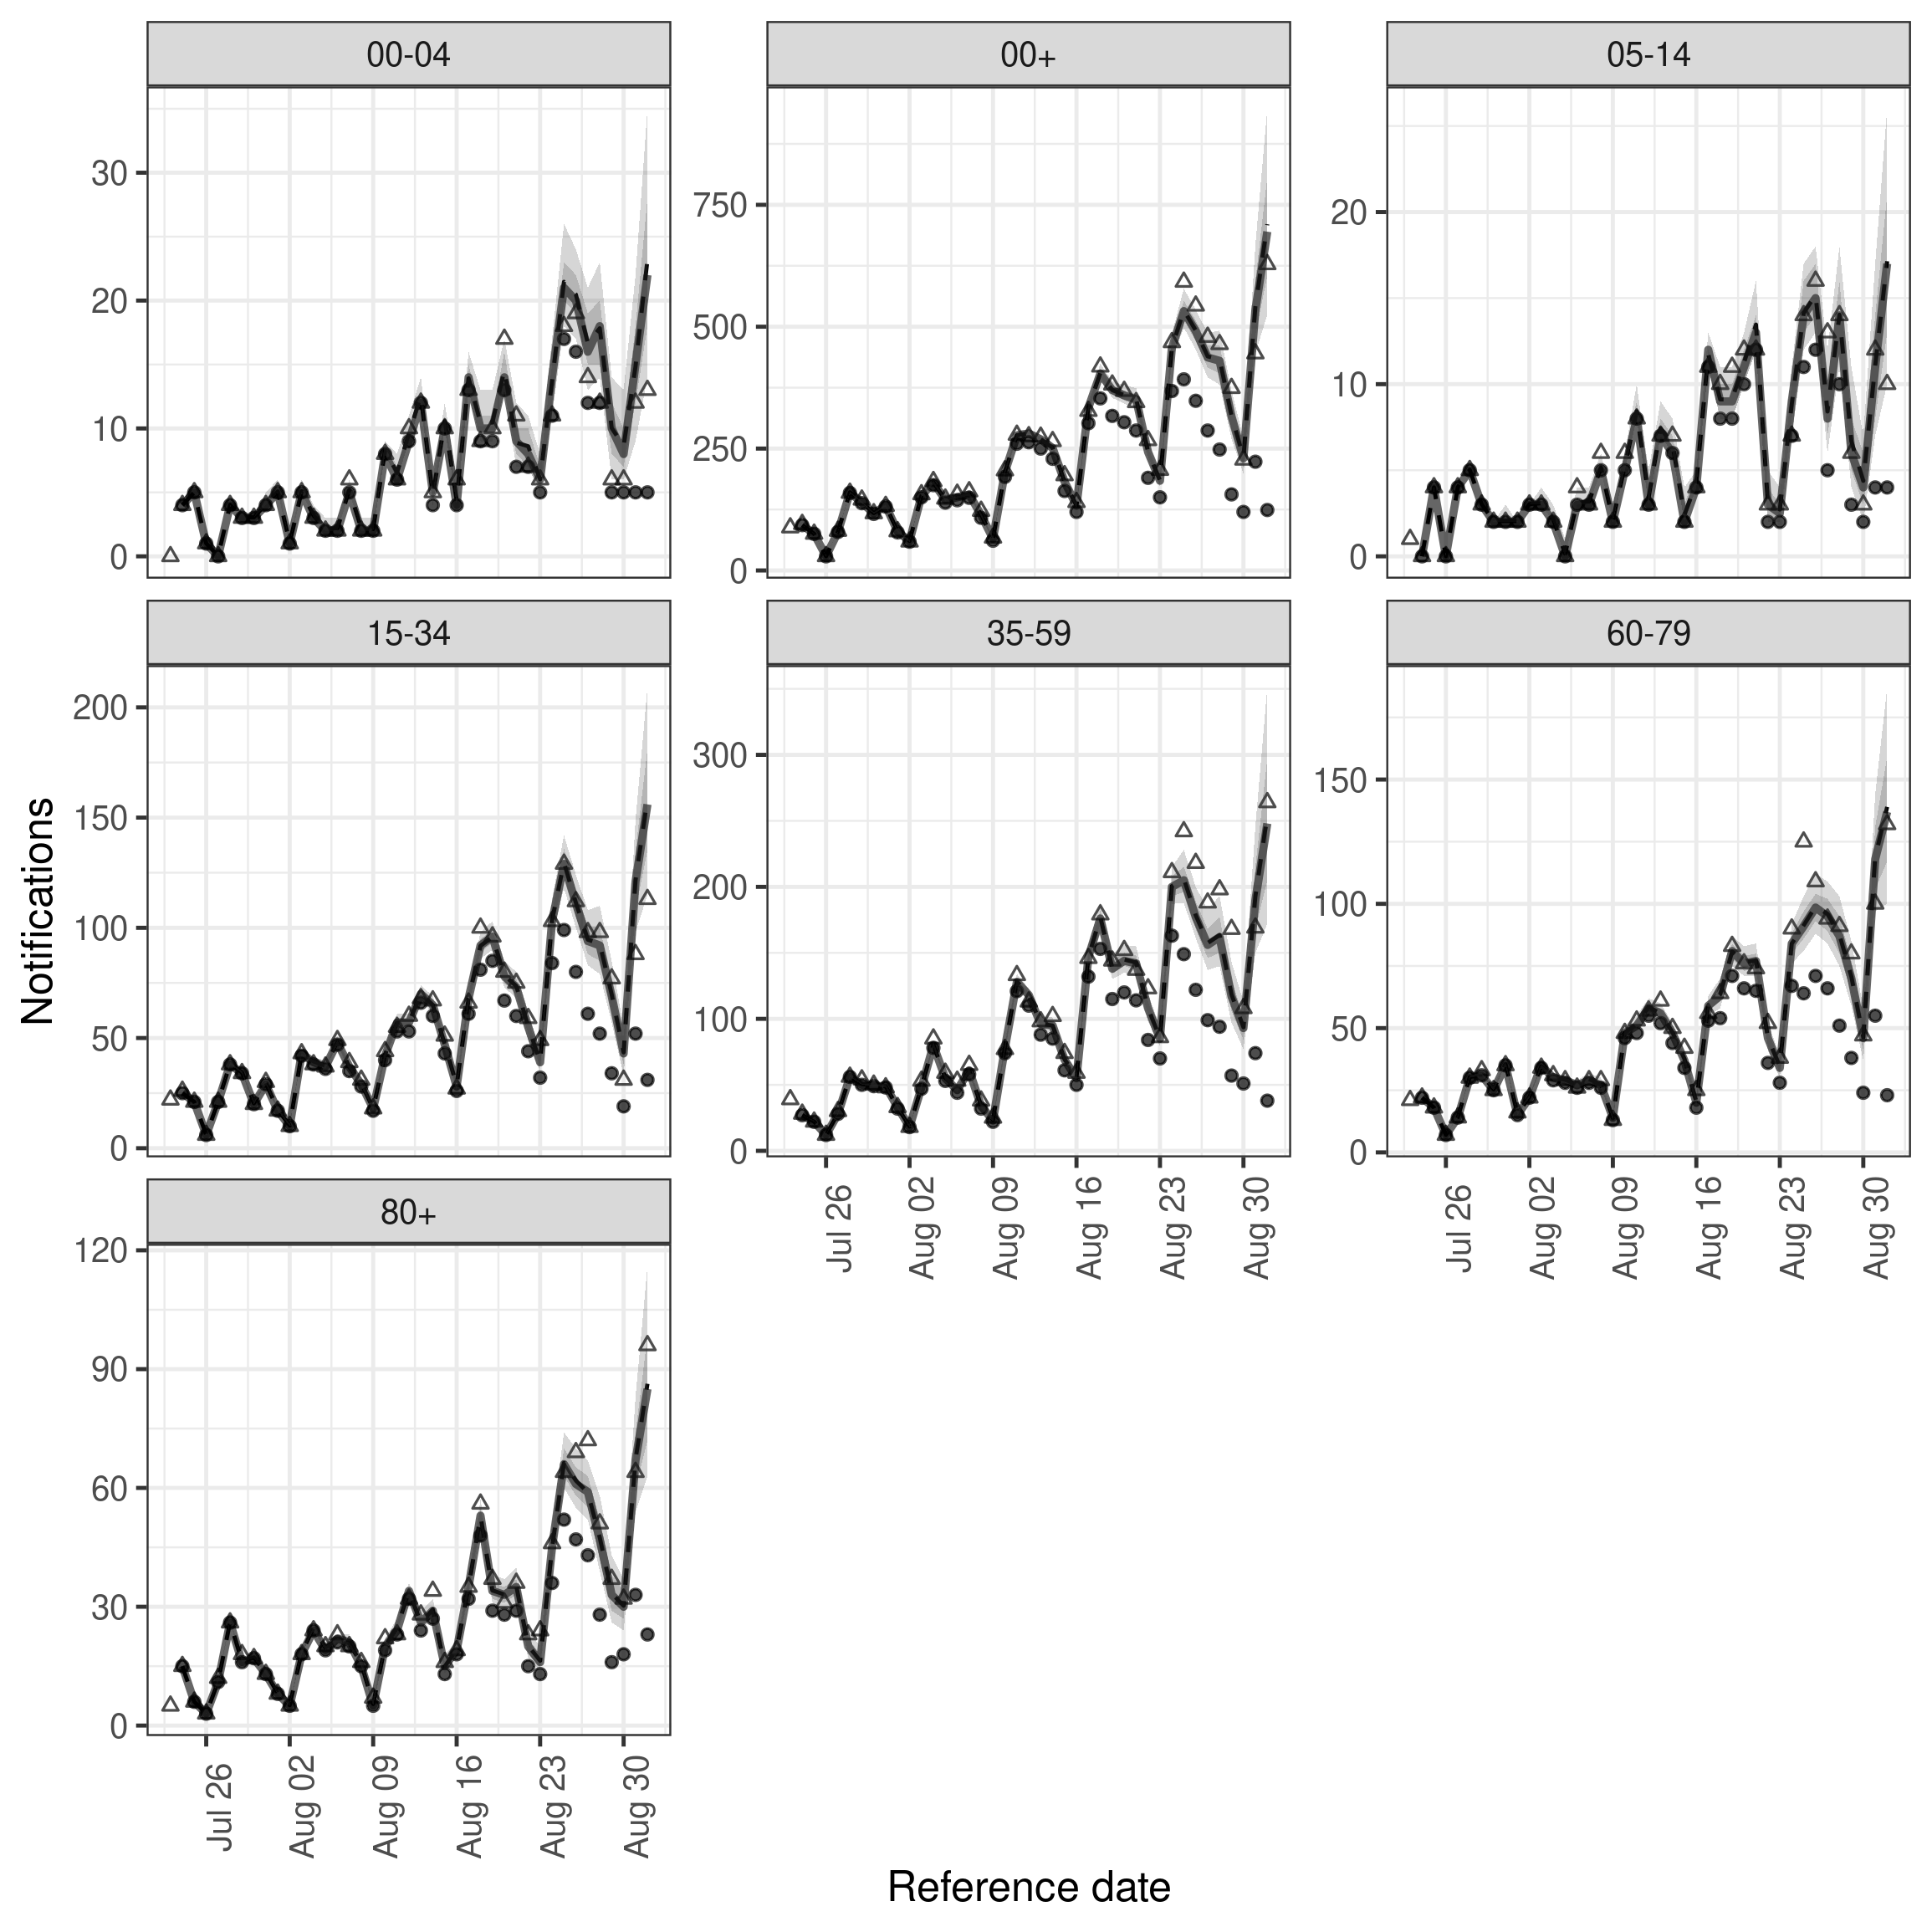 00-04
00+
05-14
30
20
10
0
750
500
250
0
20
10
0
15-34
35-59
60-79
200
150
100
50
0
300
200
100
0
150
100
50
0
Jul 26
Aug 02
Aug 09
Aug 16
Aug 23
Aug 30
Jul 26
Aug 02
Aug 09
Aug 16
Aug 23
Aug 30
80+
120
90
60
30
0
Jul 26
Aug 02
Aug 09
Aug 16
Aug 23
Aug 30
Notifications
Reference date